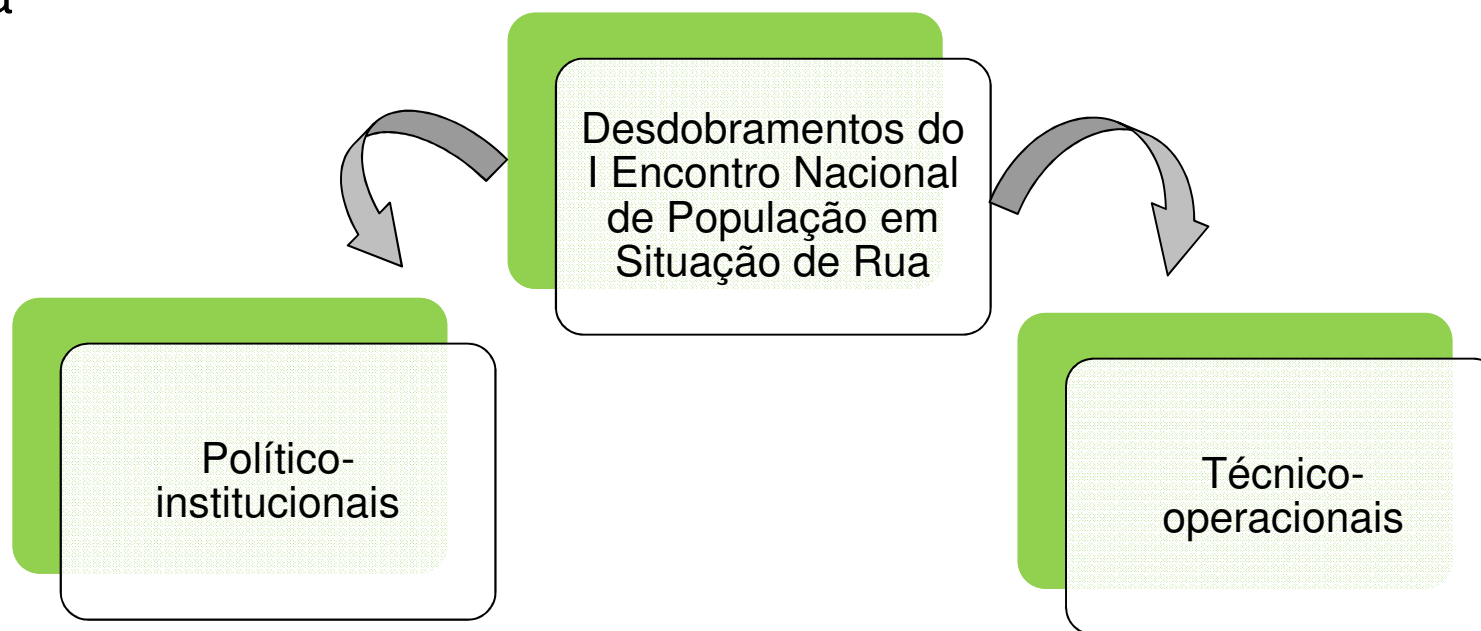 Desdobramentos do
I Encontro Nacional
de População em
Situação de Rua
Político-
institucionais
Técnico-
operacionais